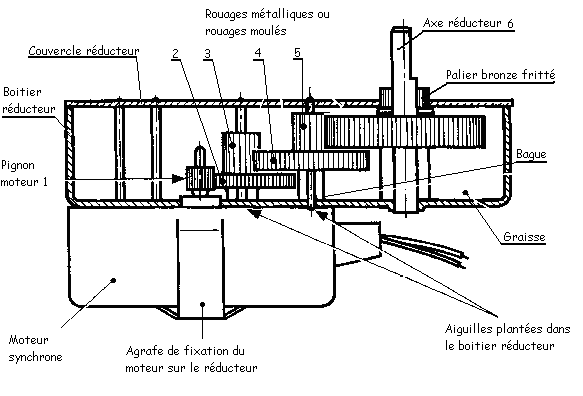 Rouages métalliques ou
rouages moulés
Axe réducteur 6
Couvercle réducteur
2
3
4
5
Palier bronze fritté
Boitier
réducteur
Pignon
moteur 1
Bague
Graisse
Moteur
synchrone
Agrafe de fixation du
moteur sur le réducteur
Aiguilles plantées dans
le boitier réducteur